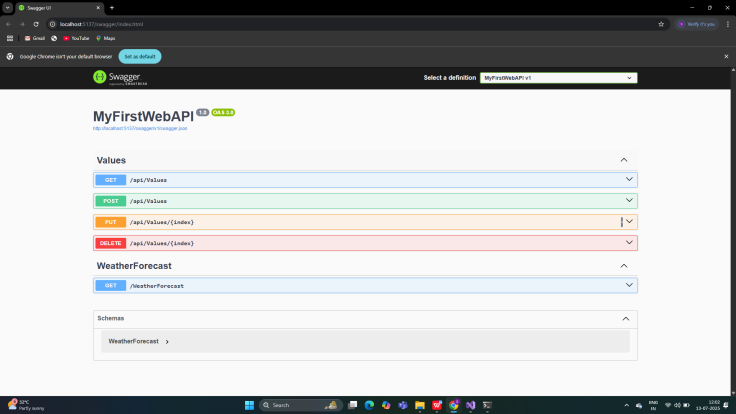 Swagger UI
localhost:5137/swagger/index.html
Verify it's you
Gmail
YouTube
Maps
Google Chrome isn't your default browser
Set as default
Swagger
Supported by SMARTBEAR
Select a definition
MyFirstWebAPI v1
MyFirstWebAPI 1.0 OAS 3.0
http://localhost:5137/swagger/v1/swagger.json
Values
GET /api/Values
POST /api/Values
PUT /api/Values/{index}
DELETE /api/Values/{index}
WeatherForecast
GET /WeatherForecast
Schemas
WeatherForecast
32°C
Partly sunny
Search
ENG
IN
12:02
13-07-2025